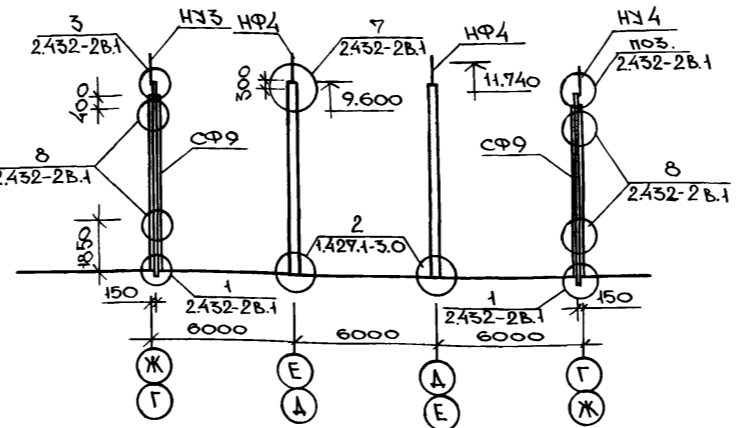 3
2.432-2В.1
НУ3
НФ4
7
2.432-2В.1
НФ4
НУ4
поз.
2.432-2В.1
400
300
9.600
11.740
СФ9
СФ9
8
2.432-2В.1
8
2.432-2В.1
1850
2
1.427.1-3.0
150
1
2.432-2В.1
1
2.432-2В.1
150
6000
6000
6000
Ж
Е
Д
Г
Г
Д
Е
Ж